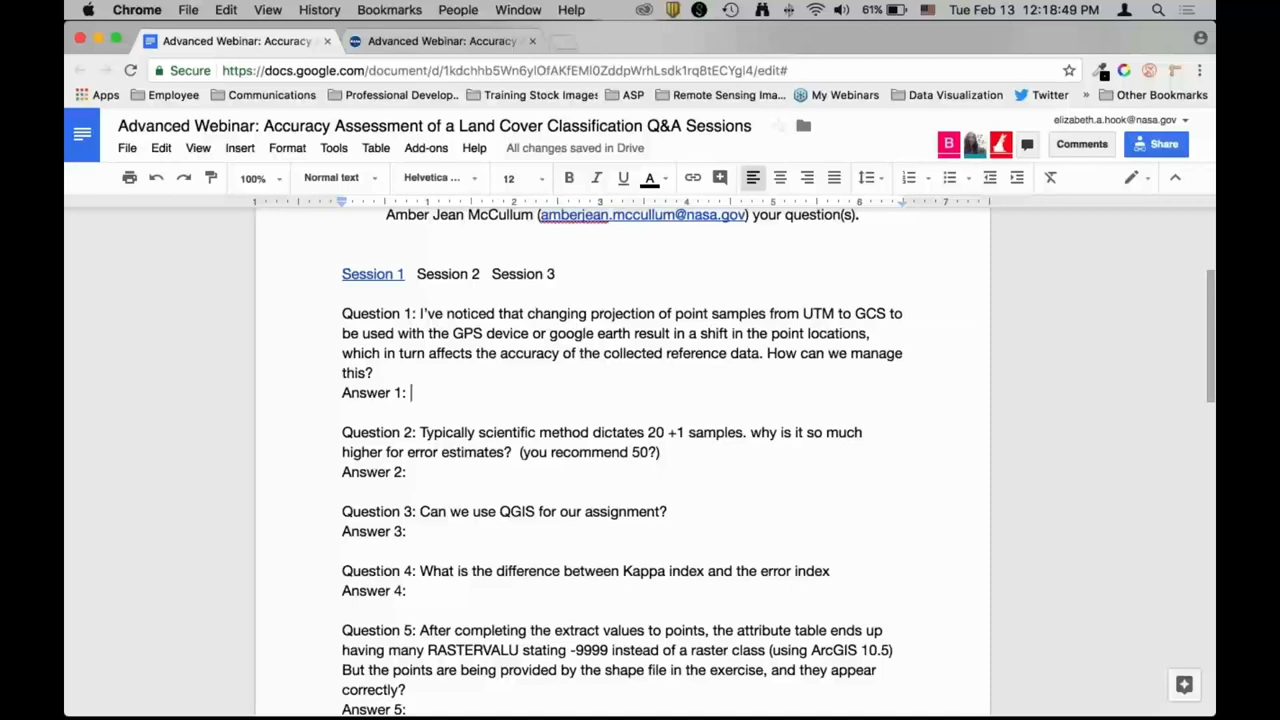 Chrome File Edit View History Bookmarks People Window Help 61% Tue Feb 13 12:18:49 PM
Advanced Webinar: Accuracy × Advanced Webinar: Accuracy ×
Secure https://docs.google.com/document/d/1kdchhb5Wn6ylOfAKfEMl0ZddpWrhLsdk1rqBtECYgl4/edit#
Apps Employee Communications Professional Develop.. Training Stock Images ASP Remote Sensing Ima... My Webinars Data Visualization Twitter » Other Bookmarks
Advanced Webinar: Accuracy Assessment of a Land Cover Classification Q&A Sessions
elizabeth.a.hook@nasa.gov
File Edit View Insert Format Tools Table Add-ons Help All changes saved in Drive B Comments Share
100% Normal text Helvetica ... 12 B I U A
1 2 3 4 5 6 7
Amber Jean McCullum (amberjean.mccullum@nasa.gov) your question(s).
Session 1 Session 2 Session 3
Question 1: I've noticed that changing projection of point samples from UTM to GCS to
be used with the GPS device or google earth result in a shift in the point locations,
which in turn affects the accuracy of the collected reference data. How can we manage
this?
Answer 1:
Question 2: Typically scientific method dictates 20 +1 samples. why is it so much
higher for error estimates? (you recommend 50?)
Answer 2:
Question 3: Can we use QGIS for our assignment?
Answer 3:
Question 4: What is the difference between Kappa index and the error index
Answer 4:
Question 5: After completing the extract values to points, the attribute table ends up
having many RASTERVALU stating -9999 instead of a raster class (using ArcGIS 10.5)
But the points are being provided by the shape file in the exercise, and they appear
correctly?
Answer 5: